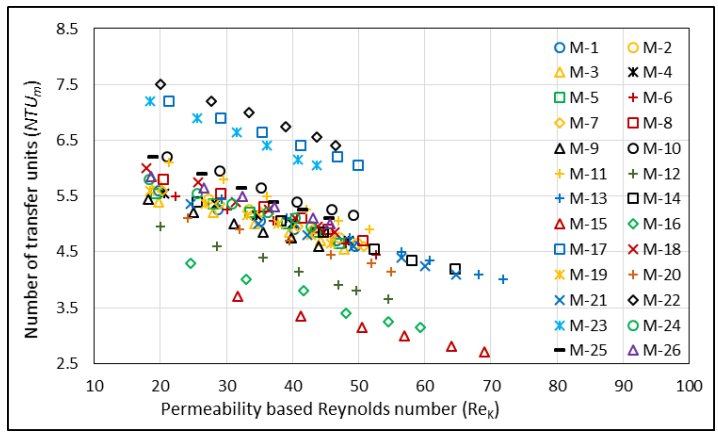 8.5
7.5
6.5
5.5
4.5
3.5
2.5
Number of transfer units (NTUm)
10 20 30 40 50 60 70 80 90 100
Permeability based Reynolds number (ReK)
M-1 M-2
M-3 M-4
M-5 M-6
M-7 M-8
M-9 M-10
M-11 M-12
M-13 M-14
M-15 M-16
M-17 M-18
M-19 M-20
M-21 M-22
M-23 M-24
M-25 M-26